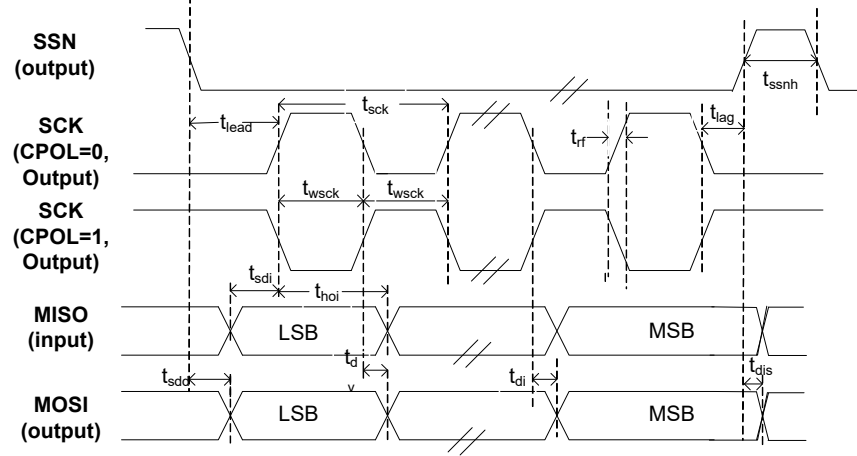 SSN
(output)
t_ssnh
t_sck
t_lead
t_lag
SCK
(CPOL=0,
Output)
t_rf
t_wsck
t_wsck
SCK
(CPOL=1,
Output)
t_sdi
t_hoi
MISO
(input)
LSB
MSB
t_d
v
t_sdd
t_di
t_dis
MOSI
(output)
LSB
MSB